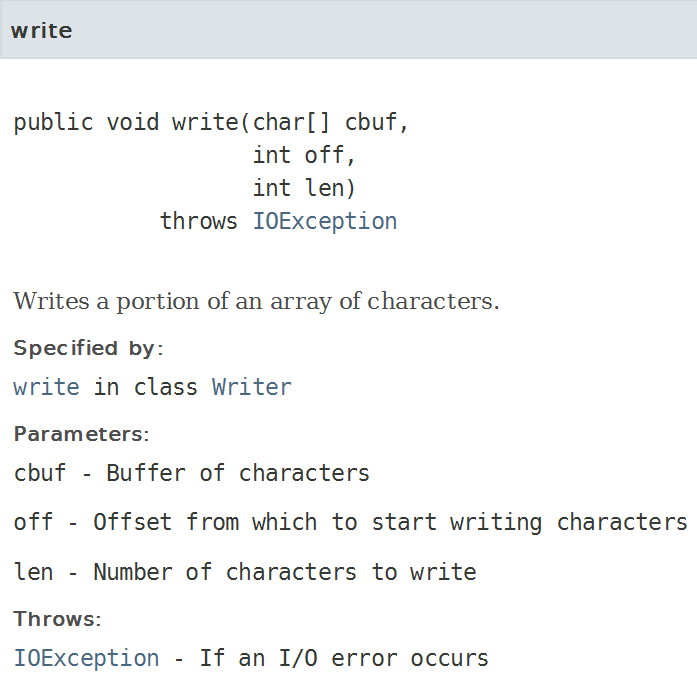 write
public void write(char[] cbuf,
int off,
int len)
throws IOException
Writes a portion of an array of characters.
Specified by:
write in class Writer
Parameters:
cbuf - Buffer of characters
off - Offset from which to start writing characters
len - Number of characters to write
Throws:
IOException - If an I/O error occurs